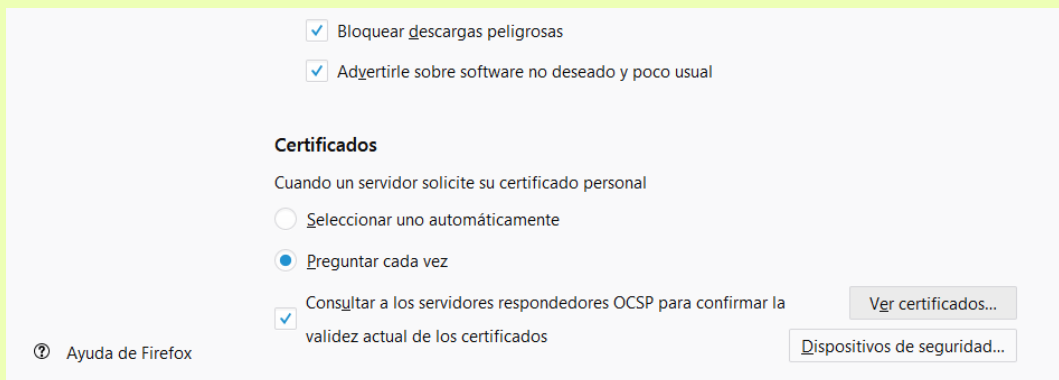 Bloquear descargas peligrosas
Advertirle sobre software no deseado y poco usual
Certificados
Cuando un servidor solicite su certificado personal
Seleccionar uno automáticamente
Preguntar cada vez
Consultar a los servidores respondedores OCSP para confirmar la
validez actual de los certificados
Ver certificados...
Dispositivos de seguridad...
Ayuda de Firefox